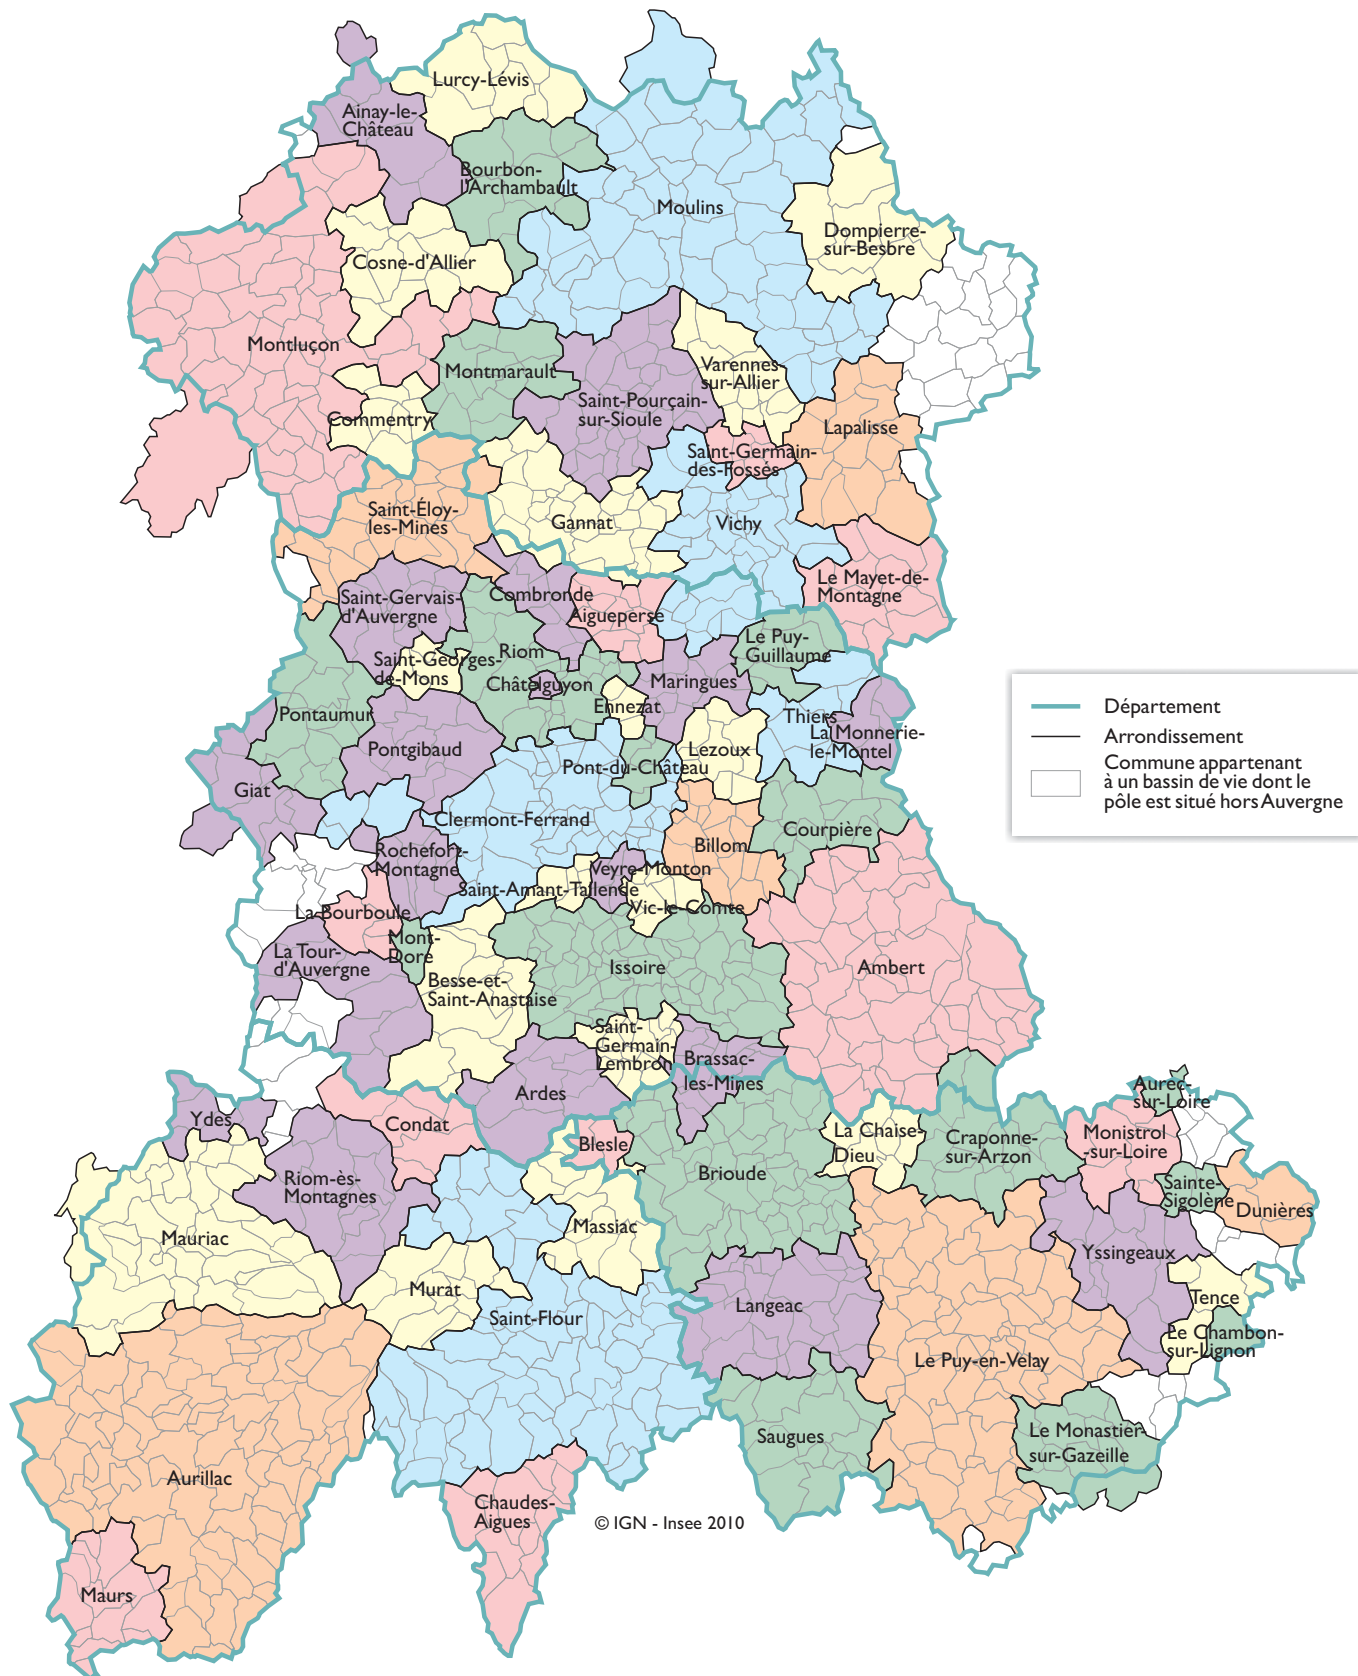 Lurcy-Lévis
Ainay-le-
Château
Bourbon-
l'Archambault
Moulins
Dompierre-
sur-Besbre
Cosne-d'Allier
Montluçon
Montmarault
Varennes-
sur-Allier
Saint-Pourçain-
sur-Sioule
Commentry
Lapalisse
Saint-Germain-
des-Fossés
Saint-Éloy-
les-Mines
Gannat
Vichy
Le Mayet-de-
Montagne
Saint-Gervais-
d'Auvergne
Combronde
Aigueperse
Le Puy-
Guillaume
Saint-Georges-
de-Mons
Riom
Châtelguyon
Maringues
Ennezat
Pontaumur
Pontgibaud
Thiers
La Monnerie-
le-Montel
Lezoux
Pont-du-Château
Giat
Clermont-Ferrand
Courpière
Billom
Rochefort-
Montagne
Veyre-Monton
Saint-Amant-Tallende
Vic-le-Comte
La Bourboule
Mont-
Dore
La Tour-
d'Auvergne
Issoire
Ambert
Besse-et-
Saint-Anastaise
Saint-
Germain-
Lembron
Brassac-
les-Mines
Ardes
Aurec-
sur-Loire
Ydes
Condat
Blesle
La Chaise-
Dieu
Craponne-
sur-Arzon
Monistrol
-sur-Loire
Brioude
Riom-ès-
Montagnes
Sainte-
Sigolène
Dunières
Mauriac
Massiac
Yssingeaux
Murat
Saint-Flour
Langeac
Tence
Le Chambon-
sur-Lignon
Le Puy-en-Velay
Saugues
Le Monastier-
sur-Gazeille
Aurillac
Chaudes-
Aigues
Maurs
© IGN - Insee 2010
Département
Arrondissement
Commune appartenant
à un bassin de vie dont le
pôle est situé hors Auvergne